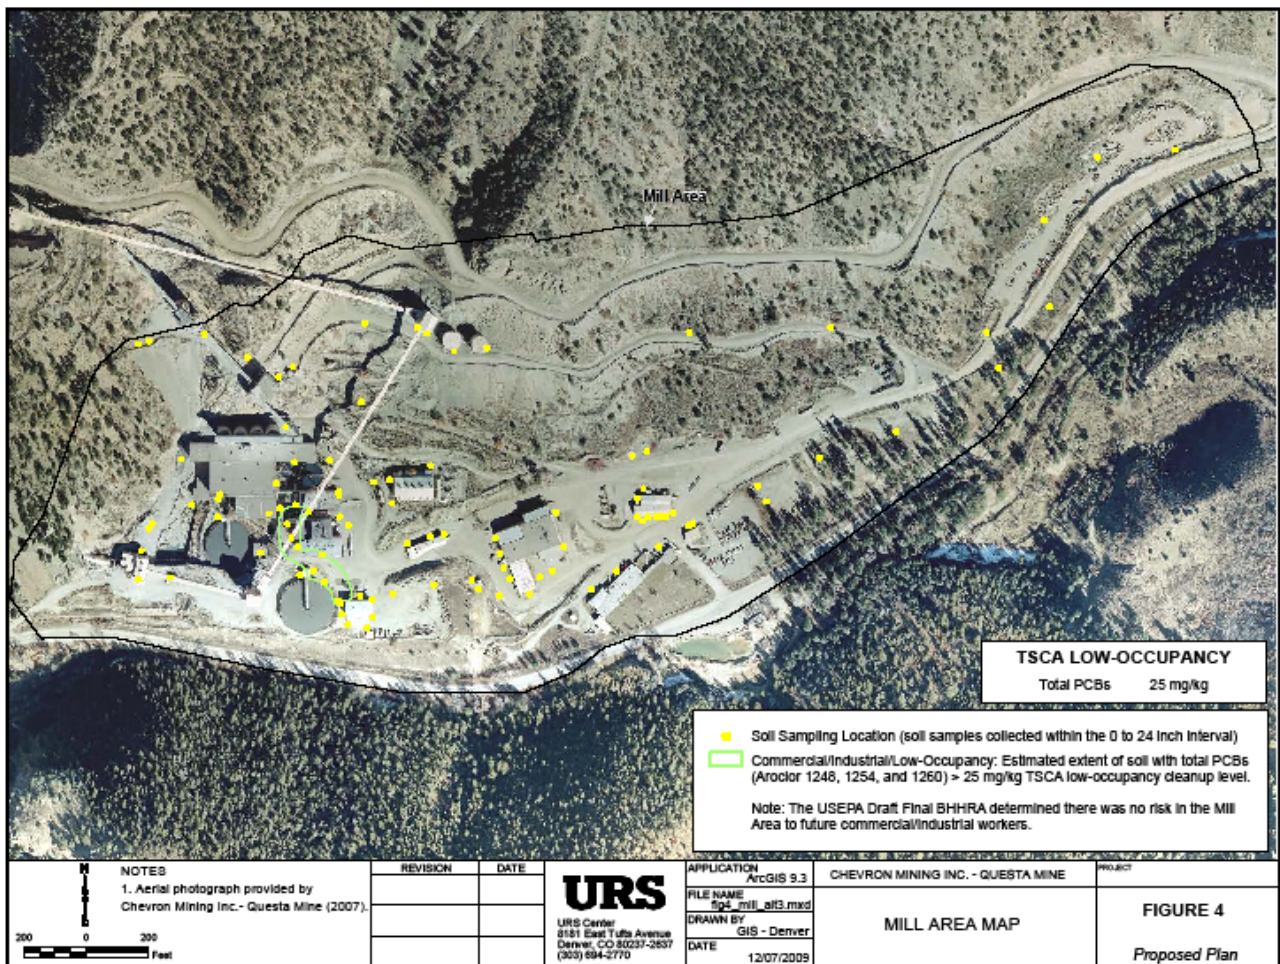 Mill Area
TSCA LOW-OCCUPANCY
Total PCBs 25 mg/kg
Soil Sampling Location (soil samples collected within the 0 to 24 inch interval)
Commercial/Industrial/Low-Occupancy: Estimated extent of soil with total PCBs
(Aroclor 1248, 1254, and 1260) > 25 mg/kg TSCA low-occupancy cleanup level.
Note: The USEPA Draft Final BHHRA determined there was no risk in the Mill
Area to future commercial/industrial workers.
N
200 0 200
Feet
NOTES
1. Aerial photograph provided by
Chevron Mining Inc.- Questa Mine (2007).
REVISION DATE
URS
URS Center
8181 East Tufts Avenue
Denver, CO 80237-2637
(303) 694-2770
APPLICATION
ArcGIS 9.3
FILE NAME
fig4_mill_alt3.mxd
DRAWN BY
GIS - Denver
DATE
12/07/2009
CHEVRON MINING INC. - QUESTA MINE
MILL AREA MAP
PROJECT
FIGURE 4
Proposed Plan